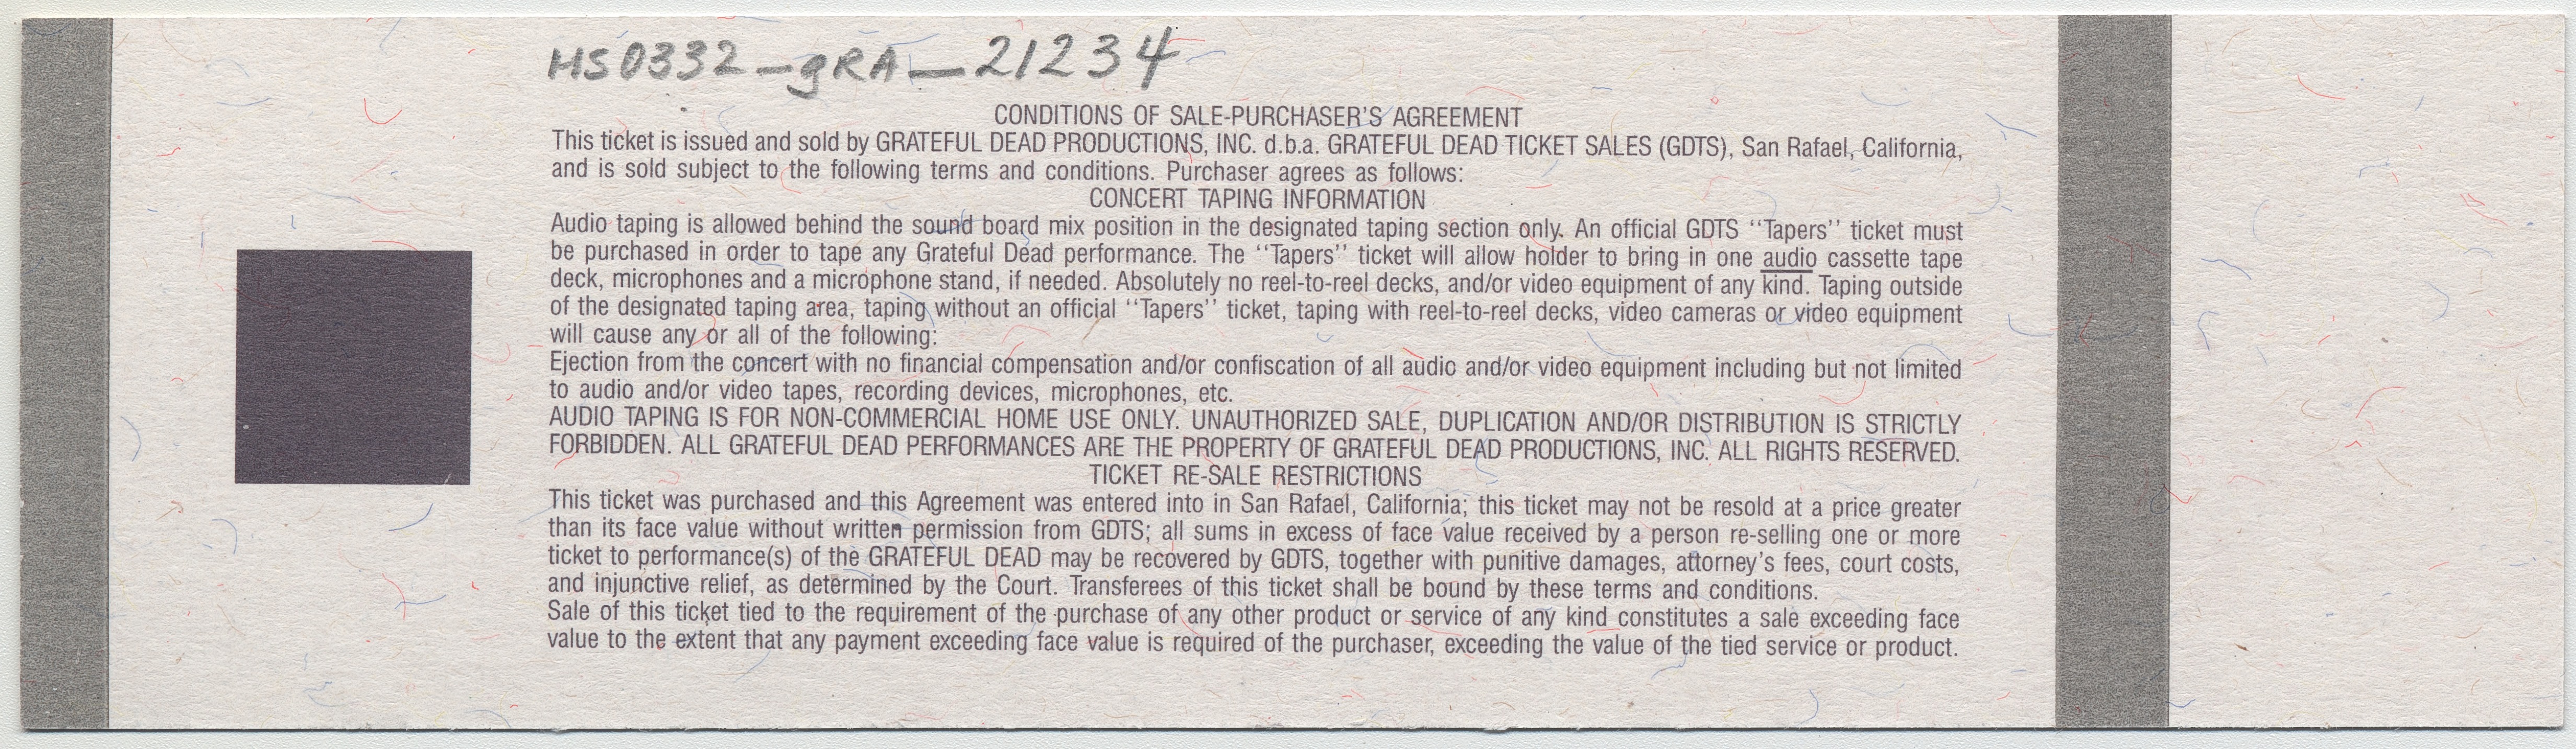 HS0332-gRA-21234
CONDITIONS OF SALE-PURCHASER'S AGREEMENT
This ticket is issued and sold by GRATEFUL DEAD PRODUCTIONS, INC. d.b.a. GRATEFUL DEAD TICKET SALES (GDTS), San Rafael, California,
and is sold subject to the following terms and conditions. Purchaser agrees as follows:
CONCERT TAPING INFORMATION
Audio taping is allowed behind the sound board mix position in the designated taping section only. An official GDTS ''Tapers'' ticket must
be purchased in order to tape any Grateful Dead performance. The ''Tapers'' ticket will allow holder to bring in one audio cassette tape
deck, microphones and a microphone stand, if needed. Absolutely no reel-to-reel decks, and/or video equipment of any kind. Taping outside
of the designated taping area, taping without an official ''Tapers'' ticket, taping with reel-to-reel decks, video cameras or video equipment
will cause any or all of the following:
Ejection from the concert with no financial compensation and/or confiscation of all audio and/or video equipment including but not limited
to audio and/or video tapes, recording devices, microphones, etc.
AUDIO TAPING IS FOR NON-COMMERCIAL HOME USE ONLY. UNAUTHORIZED SALE, DUPLICATION AND/OR DISTRIBUTION IS STRICTLY
FORBIDDEN. ALL GRATEFUL DEAD PERFORMANCES ARE THE PROPERTY OF GRATEFUL DEAD PRODUCTIONS, INC. ALL RIGHTS RESERVED.
TICKET RE-SALE RESTRICTIONS
This ticket was purchased and this Agreement was entered into in San Rafael, California; this ticket may not be resold at a price greater
than its face value without written permission from GDTS; all sums in excess of face value received by a person re-selling one or more
ticket to performance(s) of the GRATEFUL DEAD may be recovered by GDTS, together with punitive damages, attorney's fees, court costs,
and injunctive relief, as determined by the Court. Transferees of this ticket shall be bound by these terms and conditions.
Sale of this ticket tied to the requirement of the purchase of any other product or service of any kind constitutes a sale exceeding face
value to the extent that any payment exceeding face value is required of the purchaser, exceeding the value of the tied service or product.